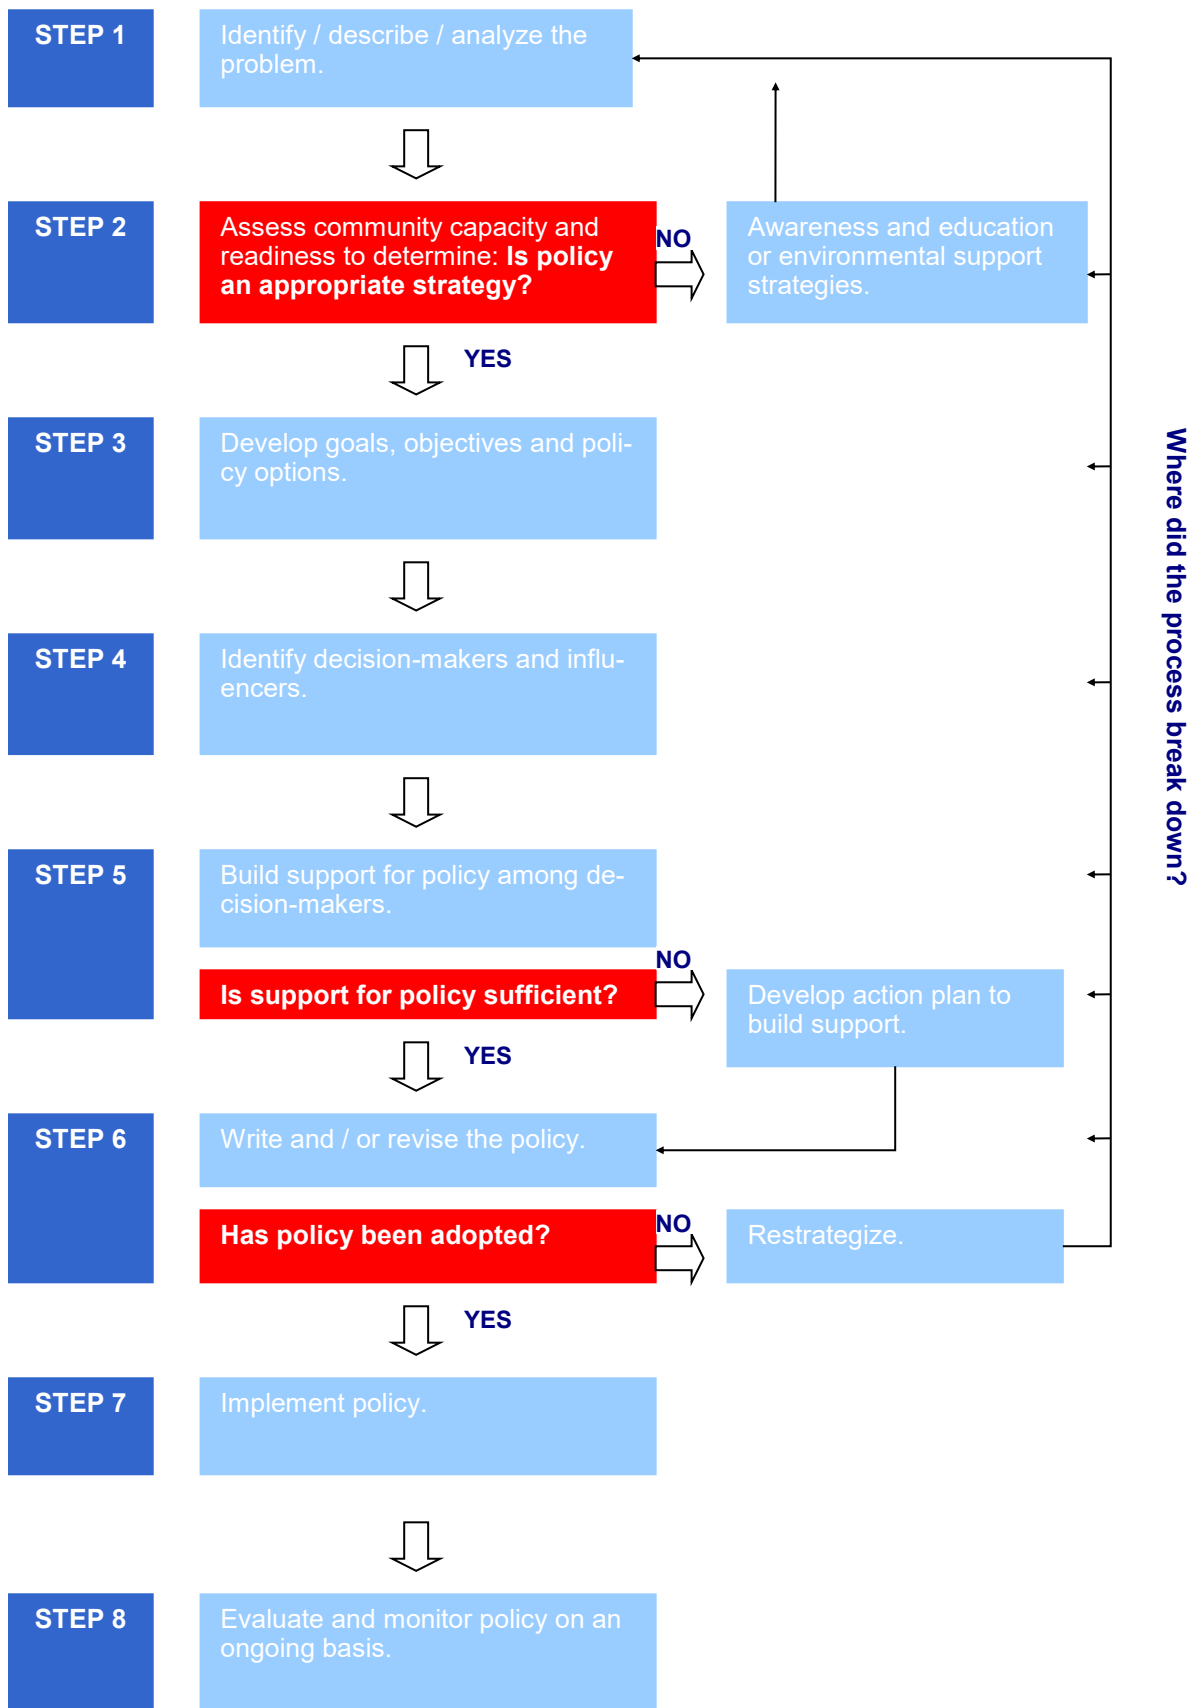 STEP 1
Identify / describe / analyze the
problem.
STEP 2
Assess community capacity and
readiness to determine: Is policy
an appropriate strategy?
NO
Awareness and education
or environmental support
strategies.
YES
STEP 3
Develop goals, objectives and poli-
cy options.
Where did the process break down?
STEP 4
Identify decision-makers and influ-
encers.
STEP 5
Build support for policy among de-
cision-makers.
Is support for policy sufficient?
NO
Develop action plan to
build support.
YES
STEP 6
Write and / or revise the policy.
Has policy been adopted?
NO
Restrategize.
YES
STEP 7
Implement policy.
STEP 8
Evaluate and monitor policy on an
ongoing basis.